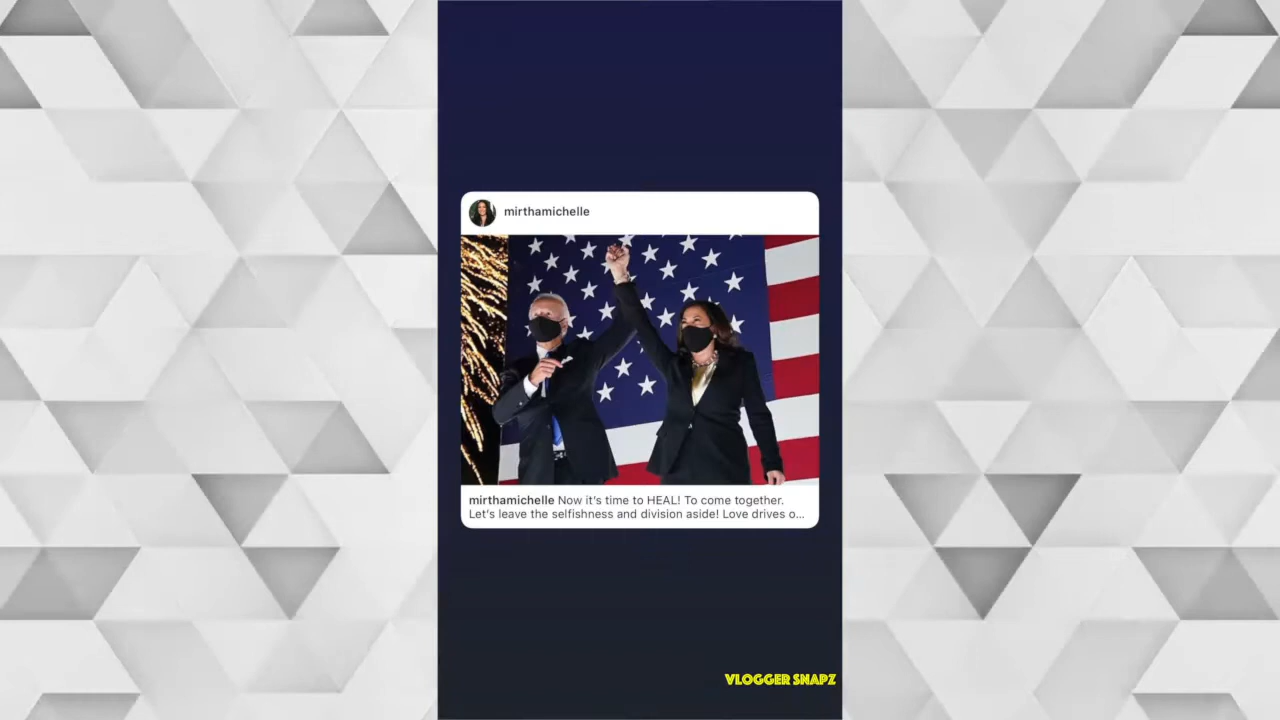 mirthamichelle
mirthamichelle Now it's time to HEAL! To come together.
Let's leave the selfishness and division aside! Love drives o...
VLOGGER SNAPZ